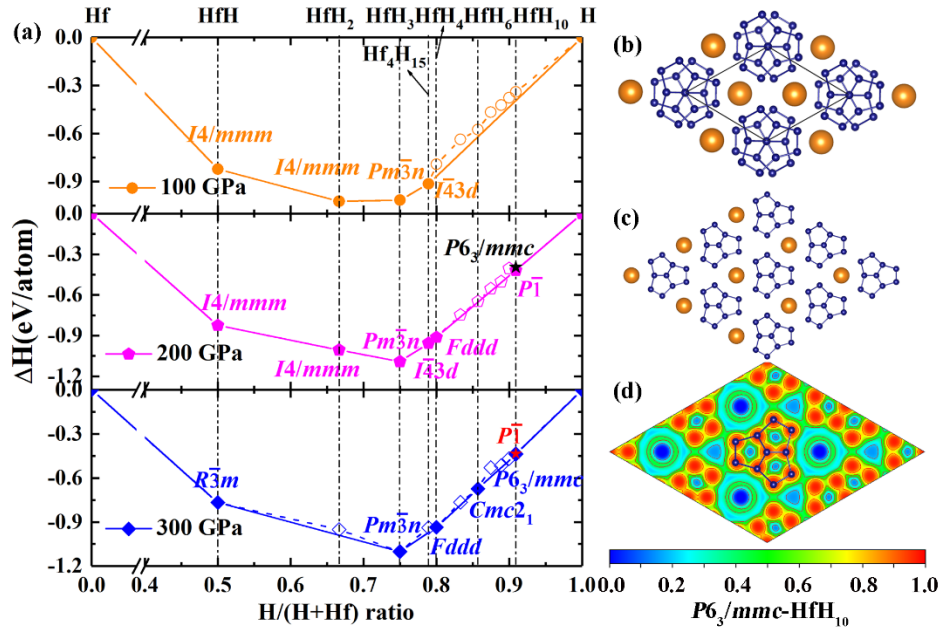 (a)
Hf HfH HfH₂ HfH₃ HfH₄ HfH₆ HfH₁₀ H
Hf₄H₁₅
0.0
-0.3
-0.6
-0.9
I4/mmm
I4/mmm
Pm3̅n
I4̅3d
100 GPa
0.0
-0.3
-0.6
-0.9
-1.2
P6₃/mmc
P1̅
I4/mmm
Pm3̅n
Fddd
I4/mmm
I4̅3d
200 GPa
0.0
-0.3
-0.6
-0.9
-1.2
P1̅
R3̅m
P6₃/mmc
Cmc2₁
Pm3̅n
Fddd
300 GPa
ΔH(eV/atom)
0.0 0.4 0.5 0.6 0.7 0.8 0.9 1.0
H/(H+Hf) ratio
(b)
(c)
(d)
0.0 0.2 0.4 0.6 0.8 1.0
P6₃/mmc-HfH₁₀